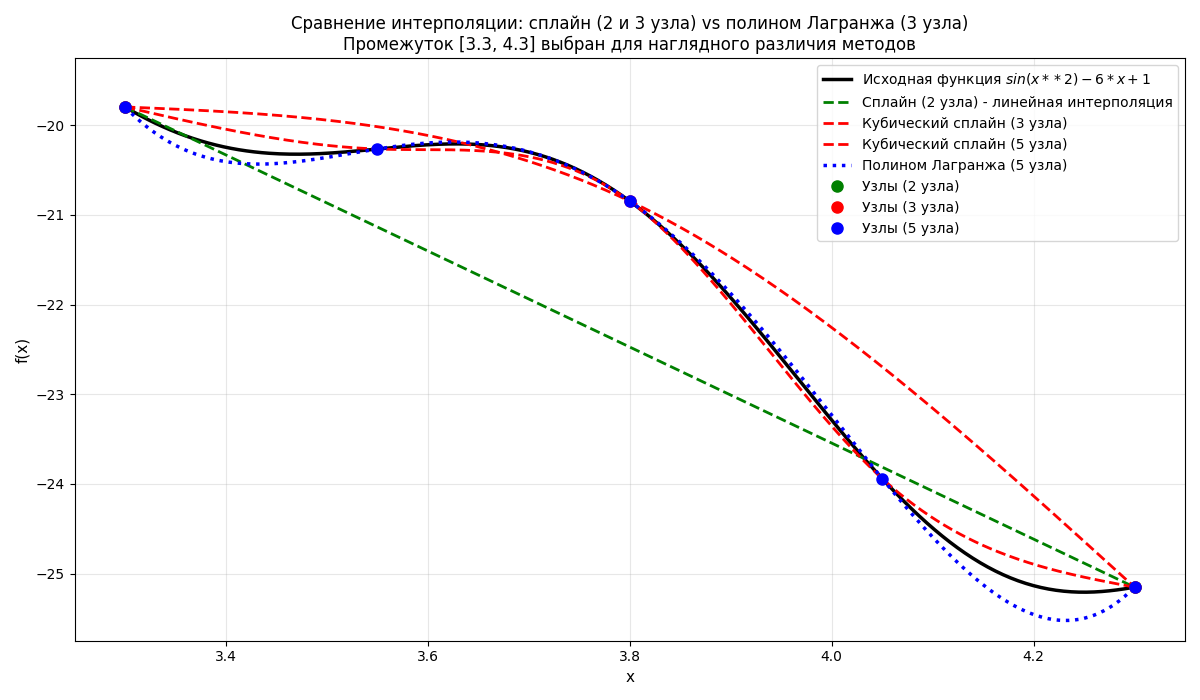 Сравнение интерполяции: сплайн (2 и 3 узла) vs полином Лагранжа (3 узла)
Промежуток [3.3, 4.3] выбран для наглядного различия методов
Исходная функция sin(x**2)−6*x+1
Сплайн (2 узла) - линейная интерполяция
Кубический сплайн (3 узла)
Кубический сплайн (5 узла)
Полином Лагранжа (5 узла)
Узлы (2 узла)
Узлы (3 узла)
Узлы (5 узла)
f(x)
−20
−21
−22
−23
−24
−25
3.4 3.6 3.8 4.0 4.2
x